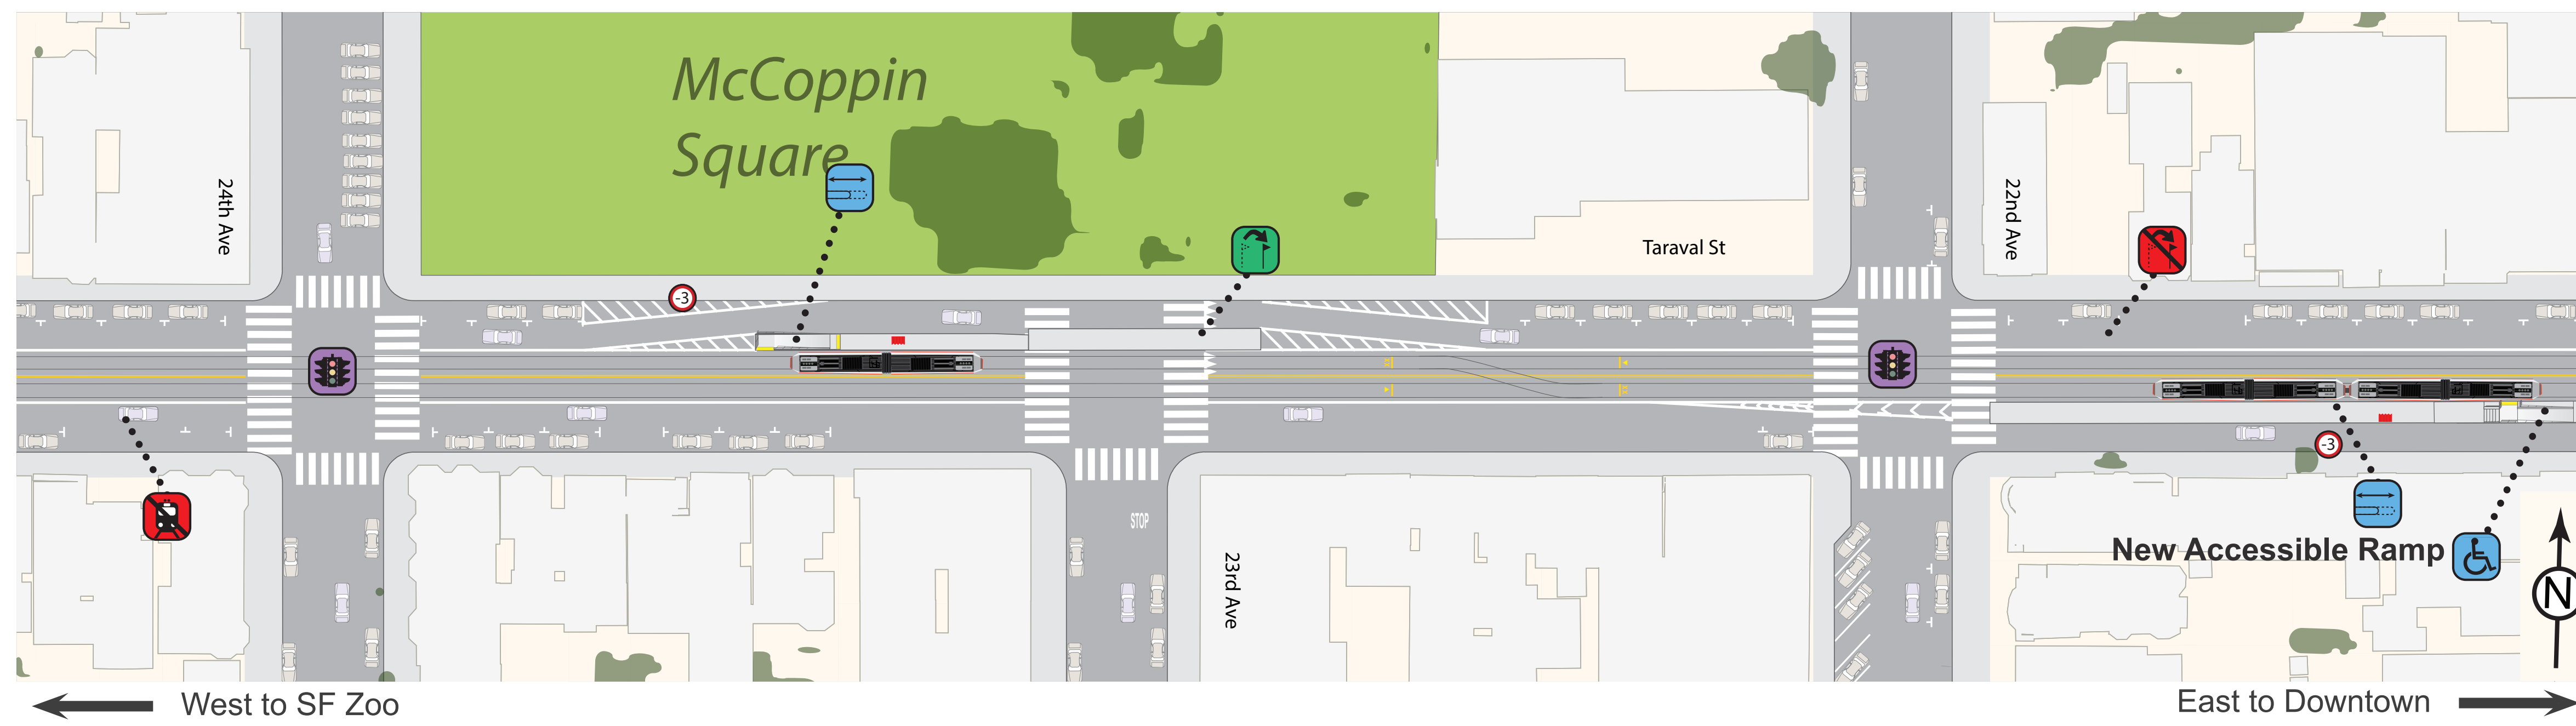 McCoppin
Square
24th Ave
Taraval St
22nd Ave
-3
-3
STOP
23rd Ave
New Accessible Ramp
N
West to SF Zoo
East to Downtown